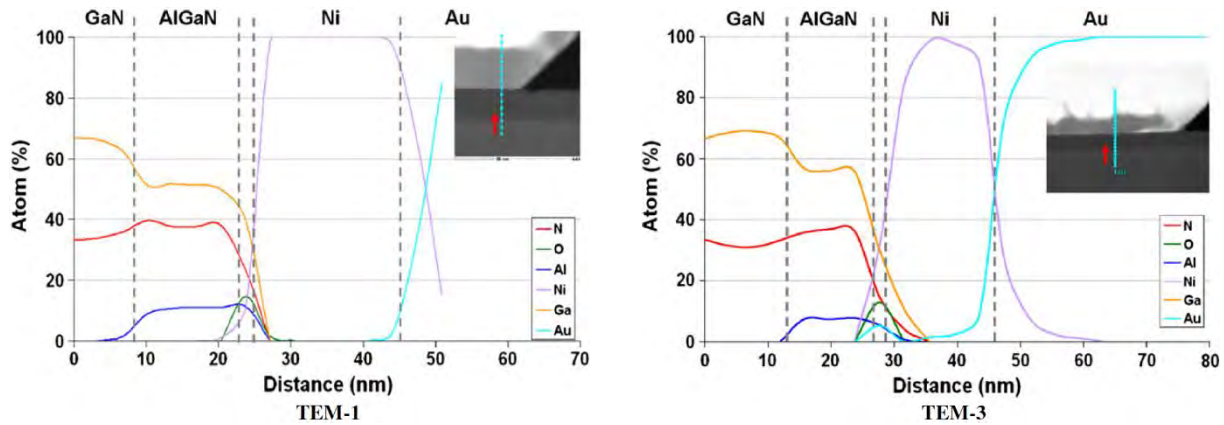 GaN AlGaN Ni Au
100
80
60
40
20
0
Atom (%)
N
O
Al
Ni
Ga
Au
0 10 20 30 40 50 60 70
Distance (nm)
TEM-1
GaN AlGaN Ni Au
100
80
60
40
20
0
Atom (%)
N
O
Al
Ni
Ga
Au
0 10 20 30 40 50 60 70 80
Distance (nm)
TEM-3